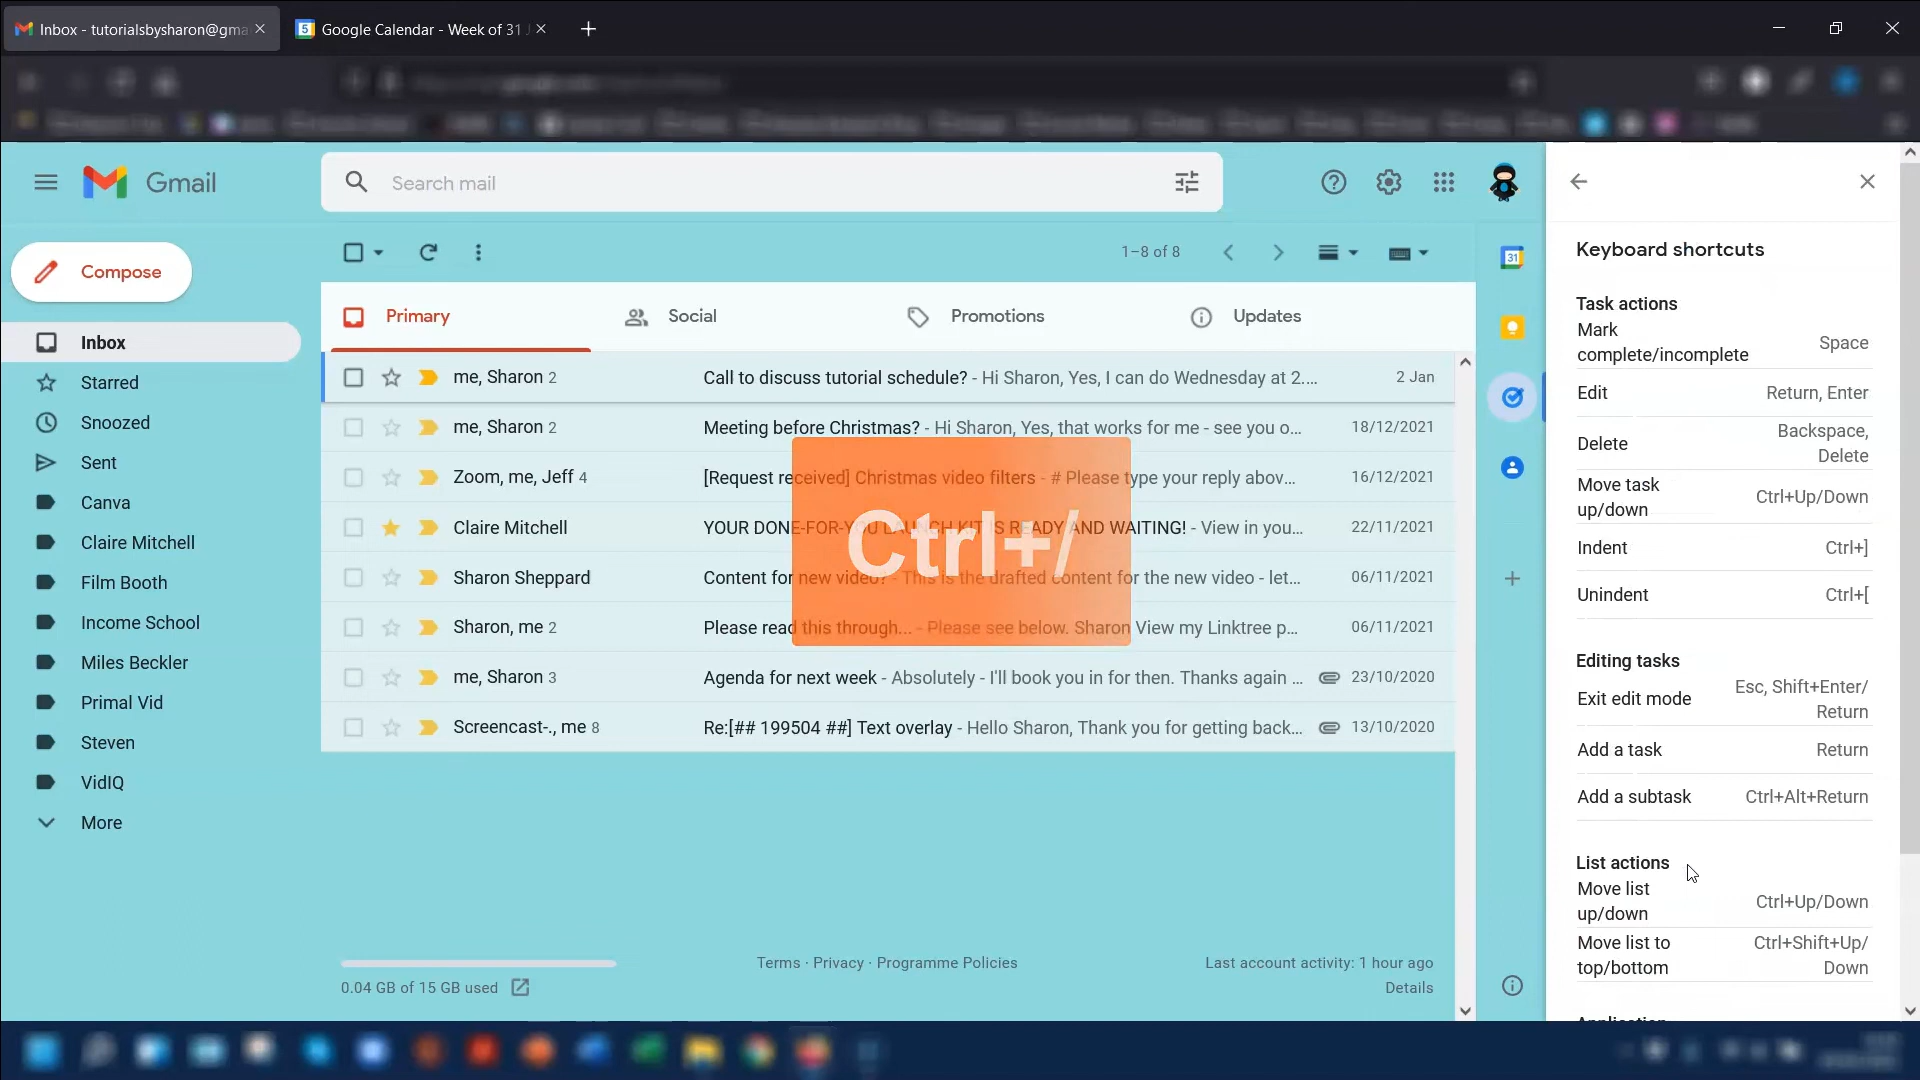 Inbox - tutorialsbysharon@gma
Google Calendar - Week of 31 J
Gmail
Search mail
Compose
1–8 of 8
Inbox
Starred
Snoozed
Sent
Canva
Claire Mitchell
Film Booth
Income School
Miles Beckler
Primal Vid
Steven
VidIQ
More
Primary
Social
Promotions
Updates
me, Sharon 2 Call to discuss tutorial schedule? - Hi Sharon, Yes, I can do Wednesday at 2.... 2 Jan
me, Sharon 2 Meeting before Christmas? - Hi Sharon, Yes, that works for me - see you o... 18/12/2021
Zoom, me, Jeff 4 [Request received] Christmas video filters - # Please type your reply abov... 16/12/2021
Claire Mitchell YOUR DONE-FOR-YOU LAUNCH KIT IS READY AND WAITING! - View in you... 22/11/2021
Sharon Sheppard Content for new video? - This is the drafted content for the new video - let... 06/11/2021
Sharon, me 2 Please read this through... - Please see below. Sharon View my Linktree p... 06/11/2021
me, Sharon 3 Agenda for next week - Absolutely - I'll book you in for then. Thanks again ... 23/10/2020
Screencast-., me 8 Re:[## 199504 ##] Text overlay - Hello Sharon, Thank you for getting back... 13/10/2020
Ctrl+/
0.04 GB of 15 GB used
Terms · Privacy · Programme Policies
Last account activity: 1 hour ago
Details
31
Keyboard shortcuts
Task actions
Mark
complete/incomplete Space
Edit Return, Enter
Delete Backspace,
Delete
Move task
up/down Ctrl+Up/Down
Indent Ctrl+]
Unindent Ctrl+[
Editing tasks
Exit edit mode Esc, Shift+Enter/
Return
Add a task Return
Add a subtask Ctrl+Alt+Return
List actions
Move list
up/down Ctrl+Up/Down
Move list to Ctrl+Shift+Up/
top/bottom Down
Application